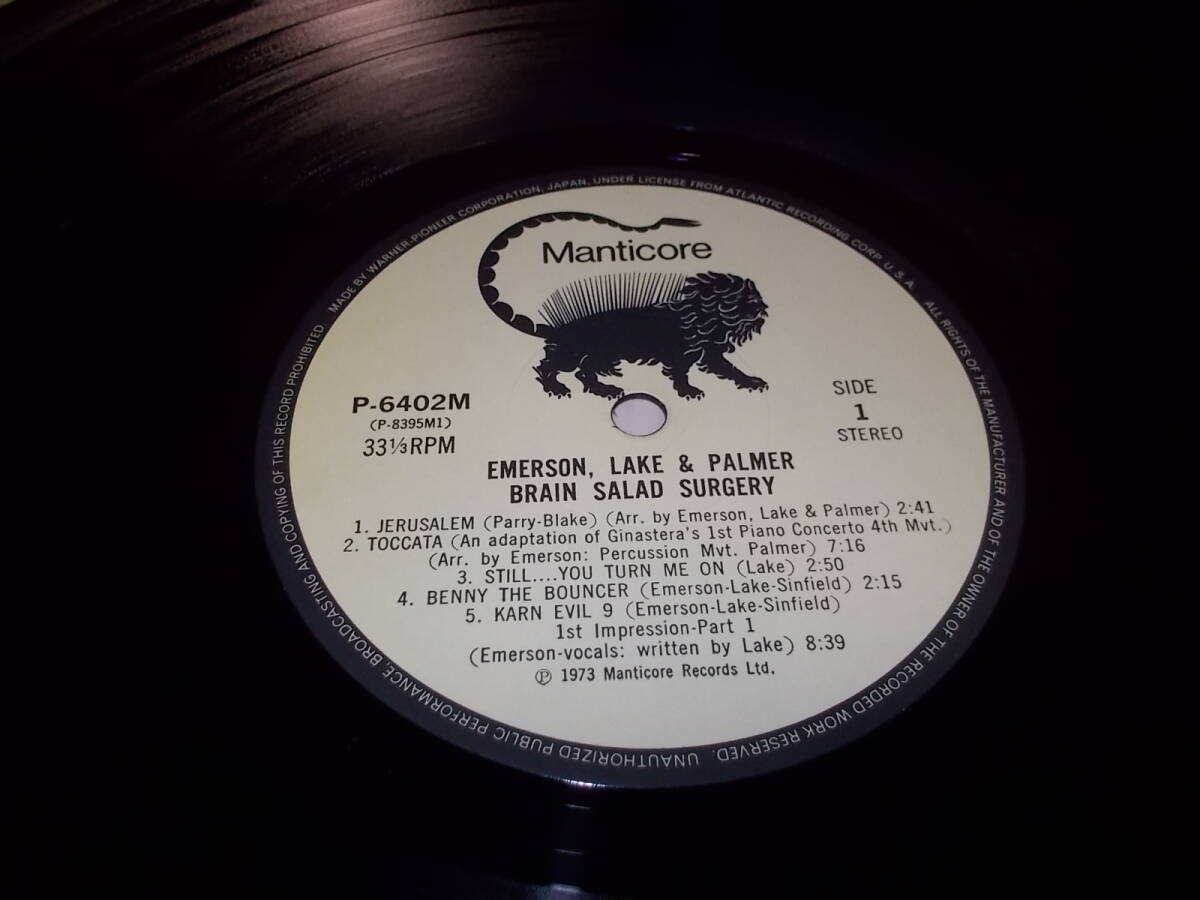 MADE BY WARNER-PIONEER CORPORATION, JAPAN, UNDER LICENSE FROM ATLANTIC RECORDING CORP. U.S.A. ALL RIGHTS OF THE MANUFACTURER AND OF THE OWNER OF THE RECORDED WORK RESERVED. UNAUTHORIZED PUBLIC PERFORMANCE, BROADCASTING AND COPYING OF THIS RECORD PROHIBITED.
Manticore
P-6402M
(P-8395M1)
33⅓RPM
SIDE
1
STEREO
EMERSON, LAKE & PALMER
BRAIN SALAD SURGERY
1. JERUSALEM (Parry-Blake) (Arr. by Emerson, Lake & Palmer) 2:41
2. TOCCATA (An adaptation of Ginastera's 1st Piano Concerto 4th Mvt.)
(Arr. by Emerson: Percussion Mvt. Palmer) 7:16
3. STILL....YOU TURN ME ON (Lake) 2:50
4. BENNY THE BOUNCER (Emerson-Lake-Sinfield) 2:15
5. KARN EVIL 9 (Emerson-Lake-Sinfield)
1st Impression-Part 1
(Emerson-vocals: written by Lake) 8:39
℗ 1973 Manticore Records Ltd.